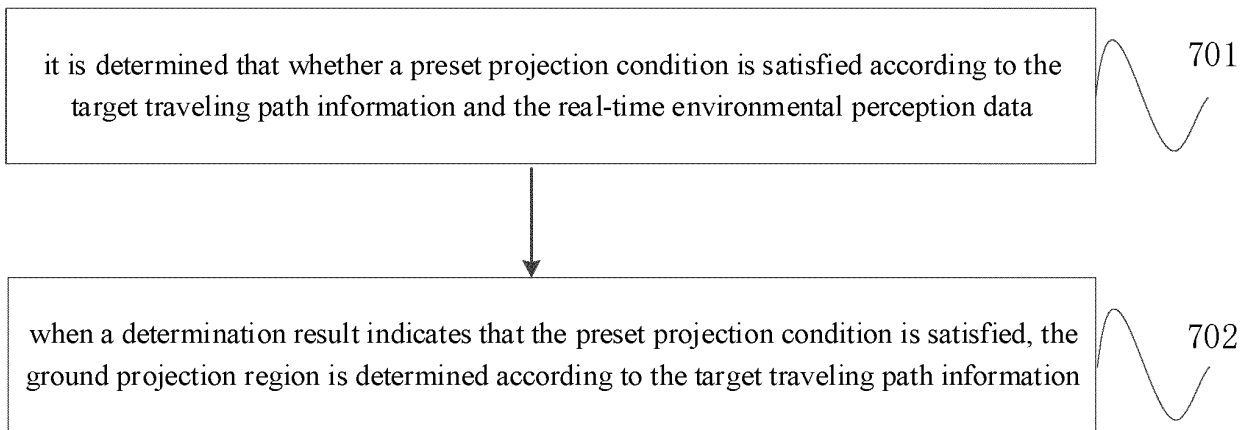 it is determined that whether a preset projection condition is satisfied according to the
target traveling path information and the real-time environmental perception data
701
when a determination result indicates that the preset projection condition is satisfied, the
ground projection region is determined according to the target traveling path information
702